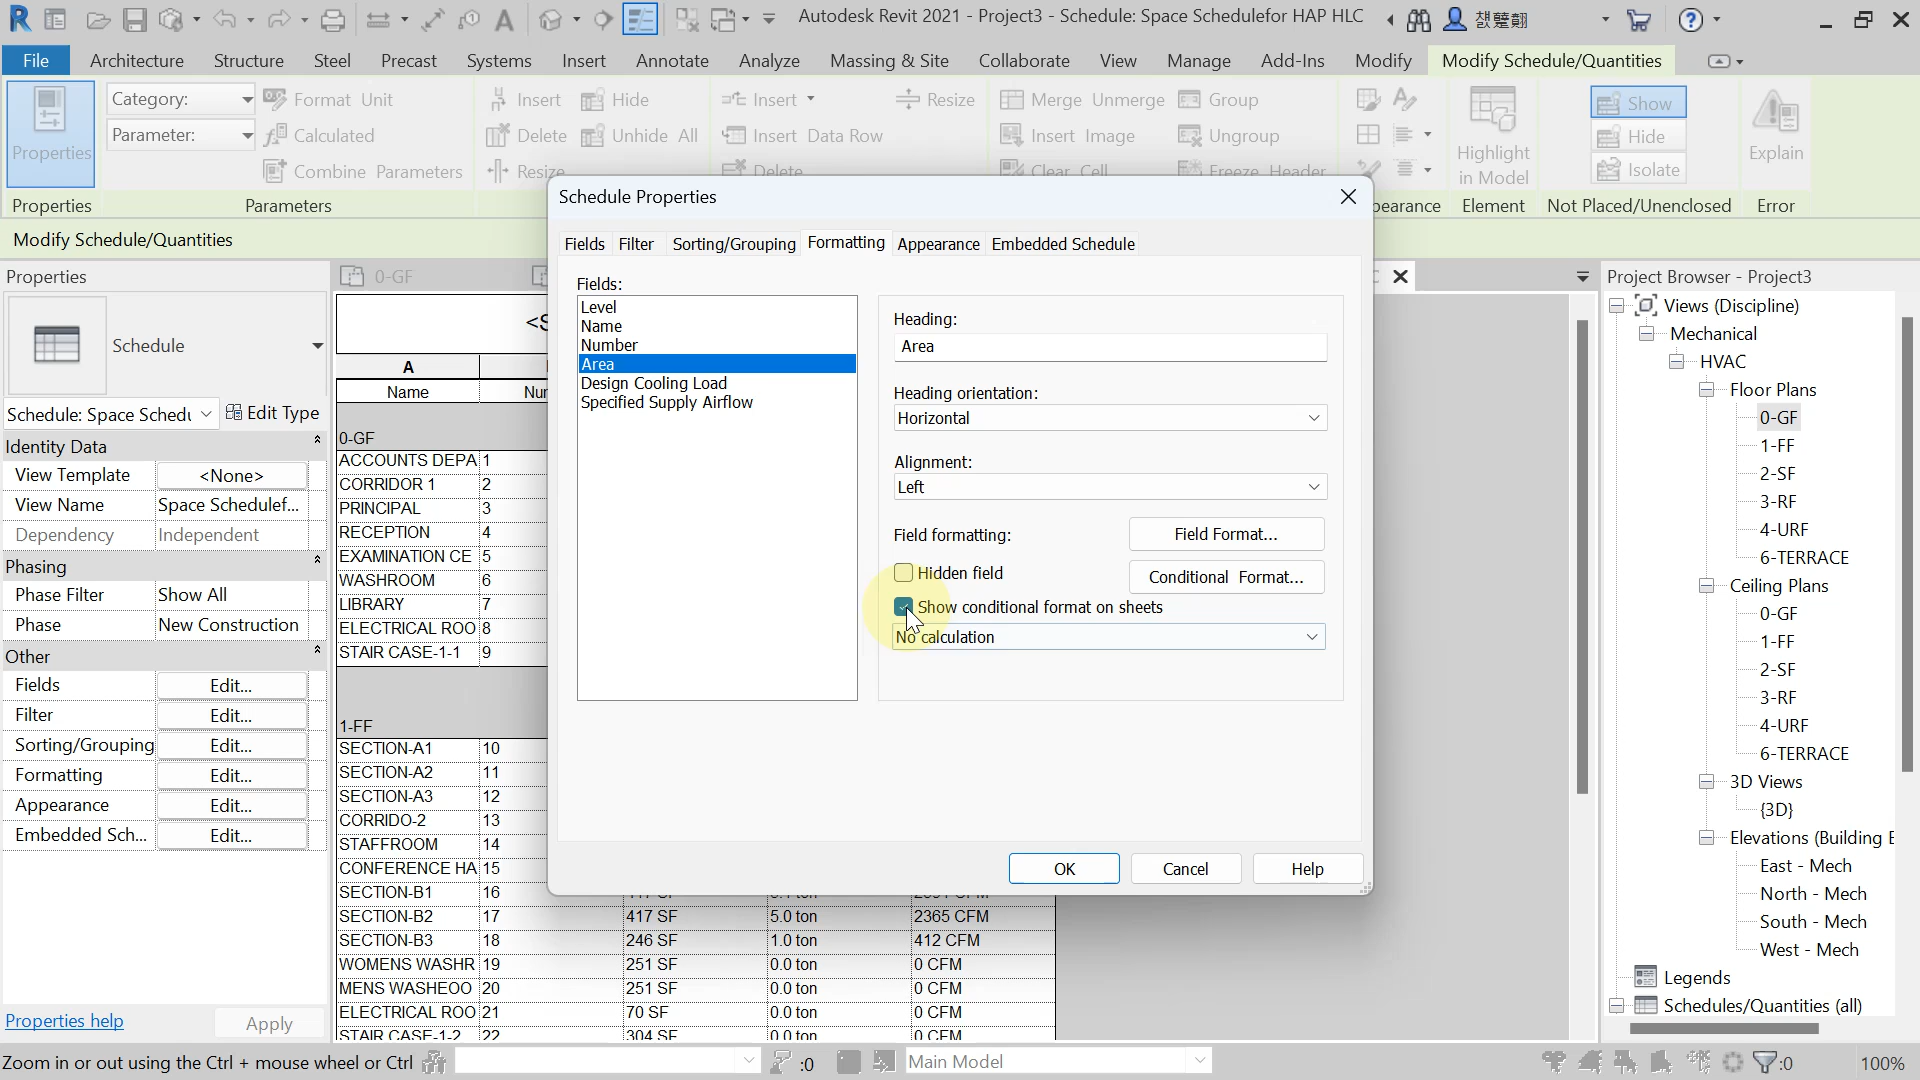 Autodesk Revit 2021 - Project3 - Schedule: Space Schedulefor HAP HLC
File Architecture Structure Steel Precast Systems Insert Annotate Analyze Massing & Site Collaborate View Manage Add-Ins Modify Modify Schedule/Quantities
Category: Format Unit Insert Hide Insert Resize Merge Unmerge Group Show
Parameter: Calculated Delete Unhide All Insert Data Row Insert Image Ungroup Hide
Properties Combine Parameters Resize Delete Clear Cell Freeze Header Highlight in Model Isolate Explain
Properties Parameters pearance Element Not Placed/Unenclosed Error
Modify Schedule/Quantities
Properties
Schedule
Schedule: Space Schedu Edit Type
Identity Data
View Template <None>
View Name Space Schedulef...
Dependency Independent
Phasing
Phase Filter Show All
Phase New Construction
Other
Fields Edit...
Filter Edit...
Sorting/Grouping Edit...
Formatting Edit...
Appearance Edit...
Embedded Sch... Edit...
Properties help Apply
0-GF
<S
A
Name Nur
0-GF
ACCOUNTS DEPA 1
CORRIDOR 1 2
PRINCIPAL 3
RECEPTION 4
EXAMINATION CE 5
WASHROOM 6
LIBRARY 7
ELECTRICAL ROO 8
STAIR CASE-1-1 9
1-FF
SECTION-A1 10
SECTION-A2 11
SECTION-A3 12
CORRIDO-2 13
STAFFROOM 14
CONFERENCE HA 15
SECTION-B1 16
SECTION-B2 17 417 SF 5.0 ton 2365 CFM
SECTION-B3 18 246 SF 1.0 ton 412 CFM
WOMENS WASHR 19 251 SF 0.0 ton 0 CFM
MENS WASHEOO 20 251 SF 0.0 ton 0 CFM
ELECTRICAL ROO 21 70 SF 0.0 ton 0 CFM
STAIR CASE-1-2 22 304 SF 0.0 ton 0 CFM
Schedule Properties
Fields Filter Sorting/Grouping Formatting Appearance Embedded Schedule
Fields:
Level
Name
Number
Area
Design Cooling Load
Specified Supply Airflow
Heading:
Area
Heading orientation:
Horizontal
Alignment:
Left
Field formatting: Field Format...
Hidden field Conditional Format...
Show conditional format on sheets
No calculation
OK Cancel Help
Project Browser - Project3
Views (Discipline)
Mechanical
HVAC
Floor Plans
0-GF
1-FF
2-SF
3-RF
4-URF
6-TERRACE
Ceiling Plans
0-GF
1-FF
2-SF
3-RF
4-URF
6-TERRACE
3D Views
{3D}
Elevations (Building E
East - Mech
North - Mech
South - Mech
West - Mech
Legends
Schedules/Quantities (all)
Zoom in or out using the Ctrl + mouse wheel or Ctrl :0 Main Model :0 100%